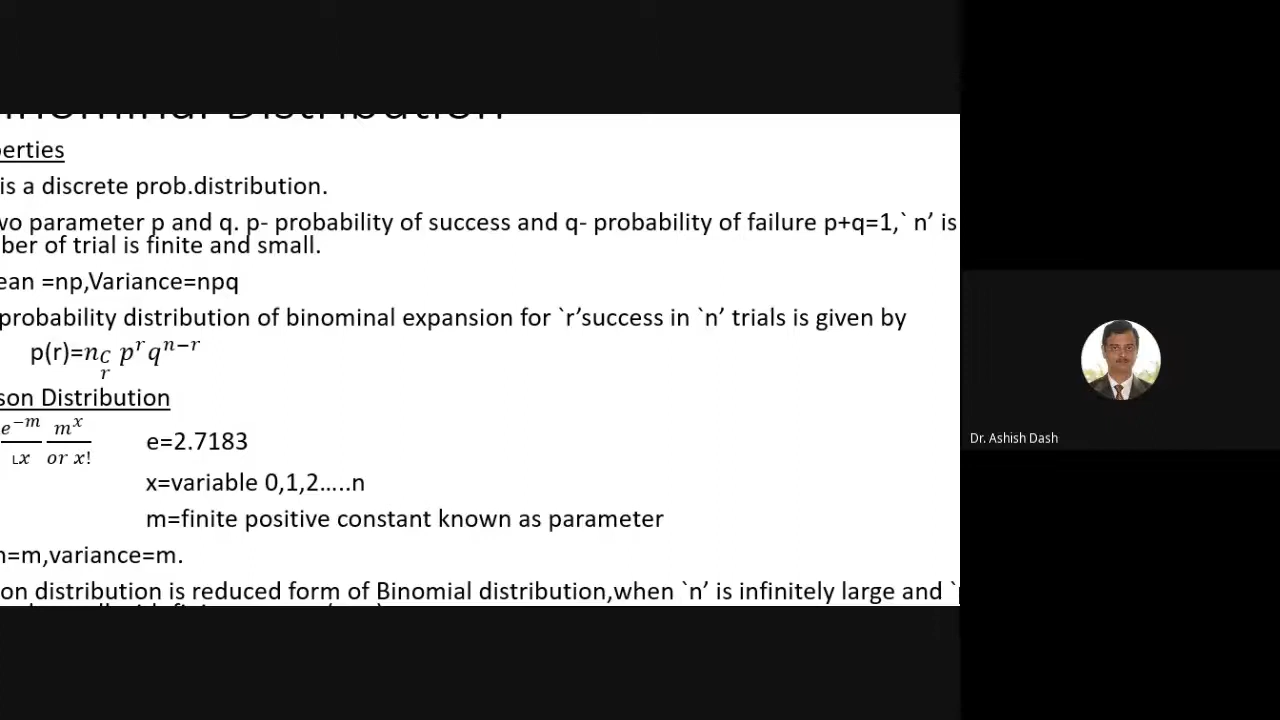 Distribution
erties
is a discrete prob.distribution.
wo parameter p and q. p- probability of success and q- probability of failure p+q=1,` n’ is
ber of trial is finite and small.
ean =np,Variance=npq
probability distribution of binominal expansion for `r’success in `n’ trials is given by
p(r)=n C r p^r q^{n−r}
son Distribution
e^{−m} m^x e=2.7183
⌊x or x!
x=variable 0,1,2…..n
m=finite positive constant known as parameter
n=m,variance=m.
Dr. Ashish Dash
on distribution is reduced form of Binomial distribution,when `n’ is infinitely large and `